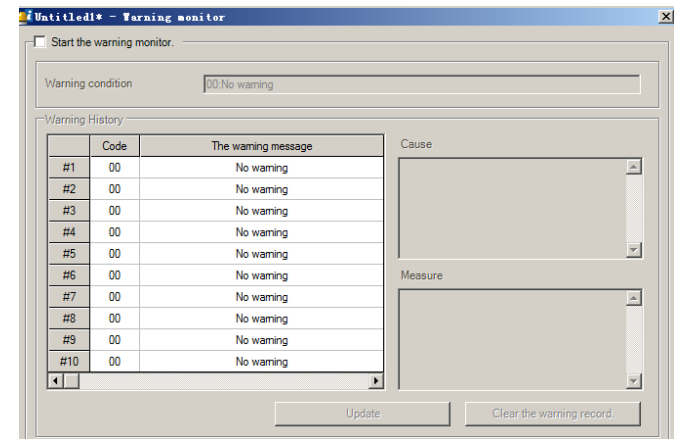 Untitled1* - Warning monitor
Start the warning monitor.
Warning condition
00:No warning
Warning History
Code The warning message
#1 00 No warning
#2 00 No warning
#3 00 No warning
#4 00 No warning
#5 00 No warning
#6 00 No warning
#7 00 No warning
#8 00 No warning
#9 00 No warning
#10 00 No warning
Cause
Measure
Update
Clear the warning record.